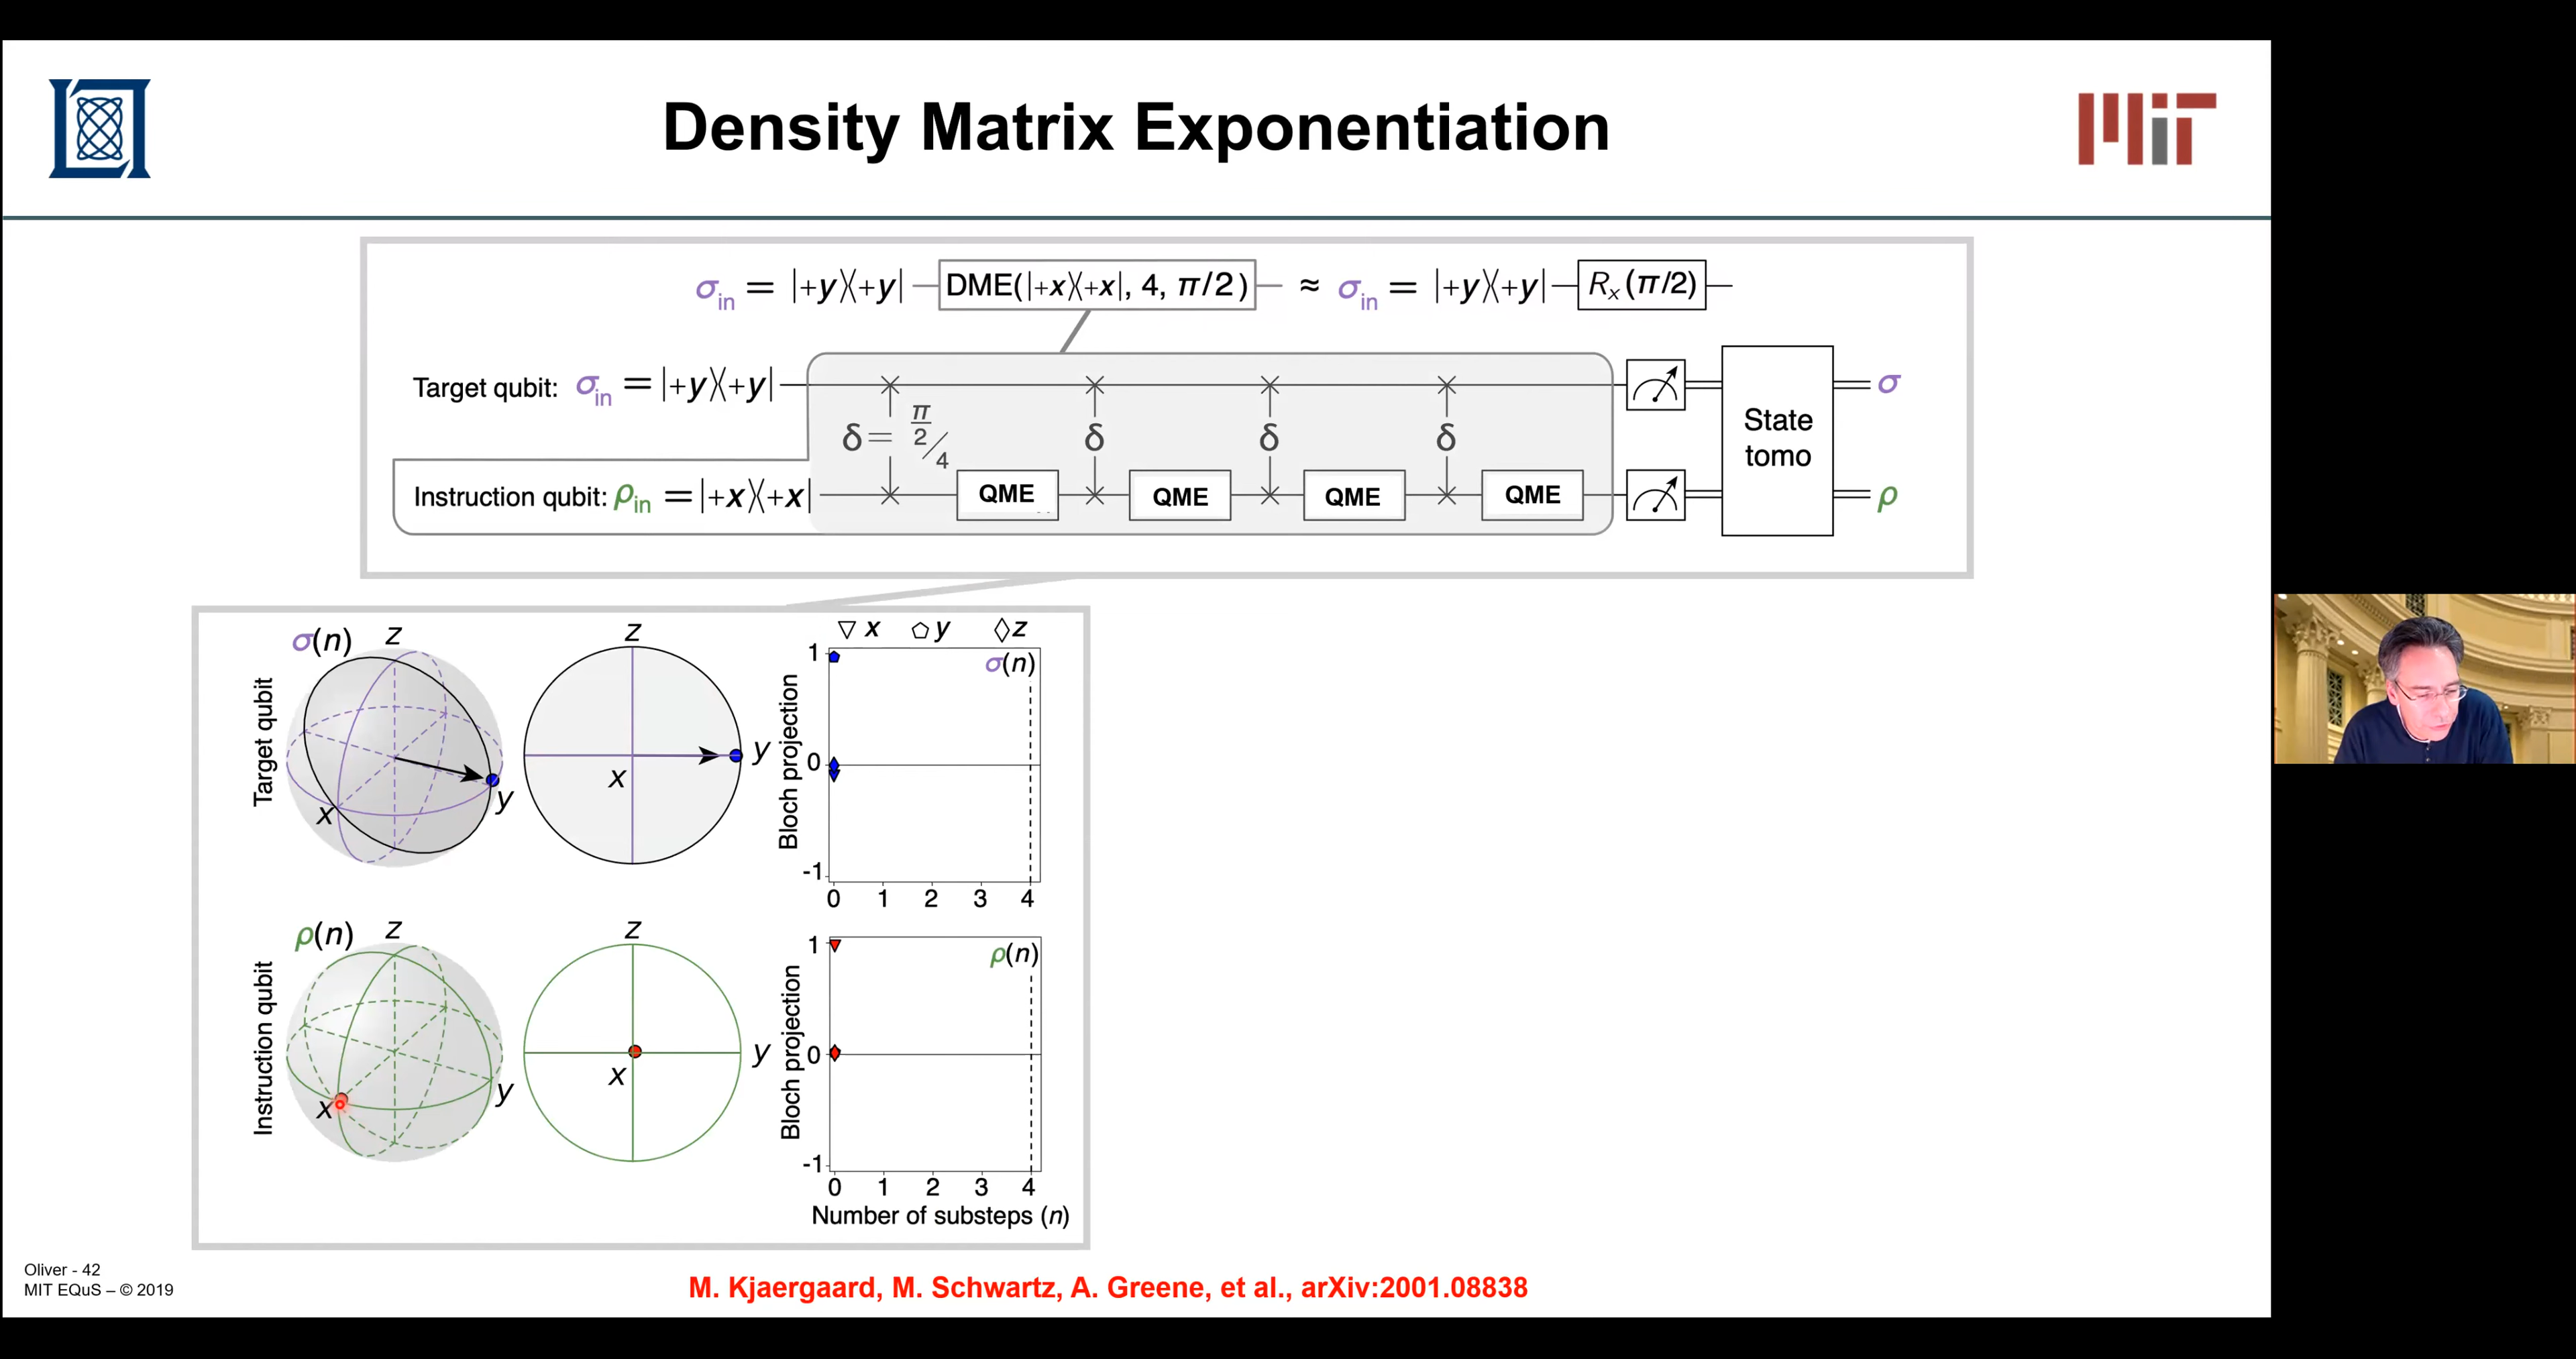 Density Matrix Exponentiation
MIT
σin = |+y⟩⟨+y| DME(|+x⟩⟨+x|, 4, π/2) ≈ σin = |+y⟩⟨+y| Rx(π/2)
Target qubit: σin = |+y⟩⟨+y|
δ = π/2/4 δ δ δ
Instruction qubit: ρin = |+x⟩⟨+x|
QME QME QME QME
State
tomo
σ
ρ
Target qubit
σ(n) z
x
y
z
y
x
▽ x ⬠ y ◊ z
σ(n)
Bloch projection
1
0
-1
0 1 2 3 4
Instruction qubit
ρ(n) z
x
y
z
y
x
ρ(n)
Bloch projection
1
0
-1
0 1 2 3 4
Number of substeps (n)
Oliver - 42
MIT EQuS – © 2019
M. Kjaergaard, M. Schwartz, A. Greene, et al., arXiv:2001.08838